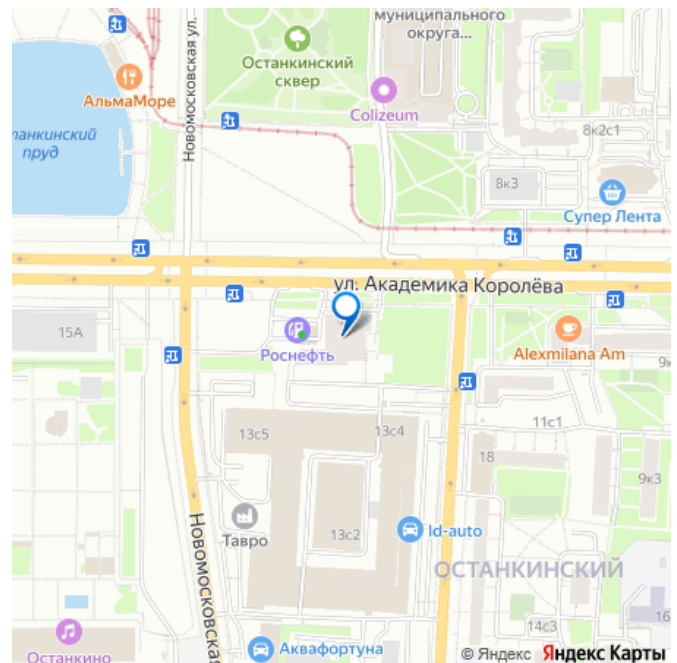 муниципального
округа...
Новомосковская ул.
Останкинский
сквер
АльмаМоре
Colizeum
танкинский
пруд
8к2с1
8к3
Супер Лента
ул. Академика Королёва
15А
Роснефть
Alexmilana Am
9к
11с1
13с5
13с4
18
9к3
Тавро
13с2
Id-auto
Новомосковская
ОСТАНКИНСКИЙ
16
14с3
Останкино
Аквафортуна
© Яндекс Яндекс Карты